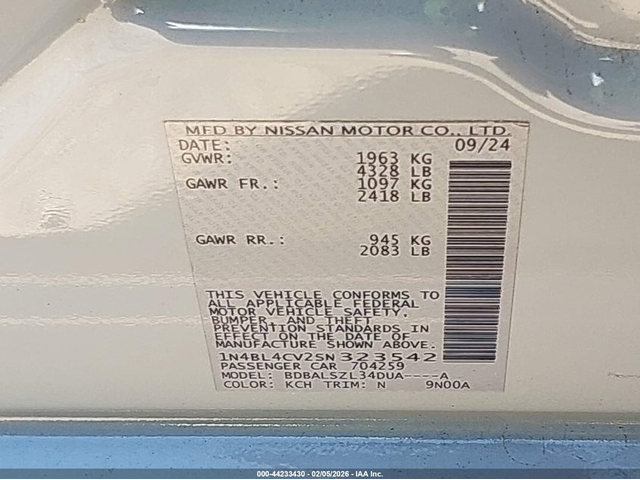 MFD BY NISSAN MOTOR CO., LTD.
DATE: 09/24
GVWR: 1963 KG
4328 LB
GAWR FR.: 1097 KG
2418 LB
GAWR RR.: 945 KG
2083 LB
THIS VEHICLE CONFORMS TO
ALL APPLICABLE FEDERAL
MOTOR VEHICLE SAFETY,
BUMPER, AND THEFT
PREVENTION STANDARDS
IN EFFECT ON THE DATE OF
MANUFACTURE SHOWN ABOVE.
1N4BL4CV2SN323542
PASSENGER CAR 704259
MODEL: BDBALSZL34DUA----A
COLOR: KCH TRIM: N 9N00A
000-44233430 - 02/05/2026 - IAA Inc.